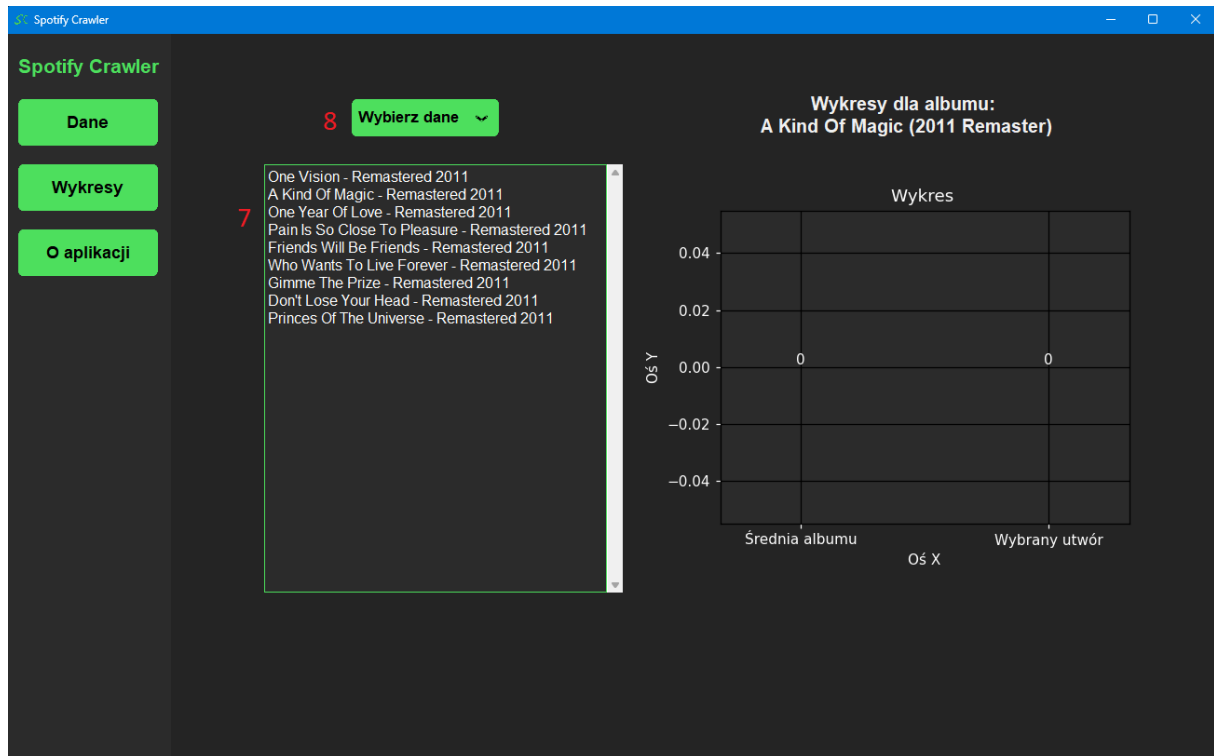 Spotify Crawler
Spotify Crawler
Dane
Wykresy
O aplikacji
8
Wybierz dane
7
One Vision - Remastered 2011
A Kind Of Magic - Remastered 2011
One Year Of Love - Remastered 2011
Pain Is So Close To Pleasure - Remastered 2011
Friends Will Be Friends - Remastered 2011
Who Wants To Live Forever - Remastered 2011
Gimme The Prize - Remastered 2011
Don't Lose Your Head - Remastered 2011
Princes Of The Universe - Remastered 2011
Wykresy dla albumu:
A Kind Of Magic (2011 Remaster)
Wykres
0.04
0.02
0.00
−0.02
−0.04
Oś Y
0
0
Średnia albumu
Wybrany utwór
Oś X